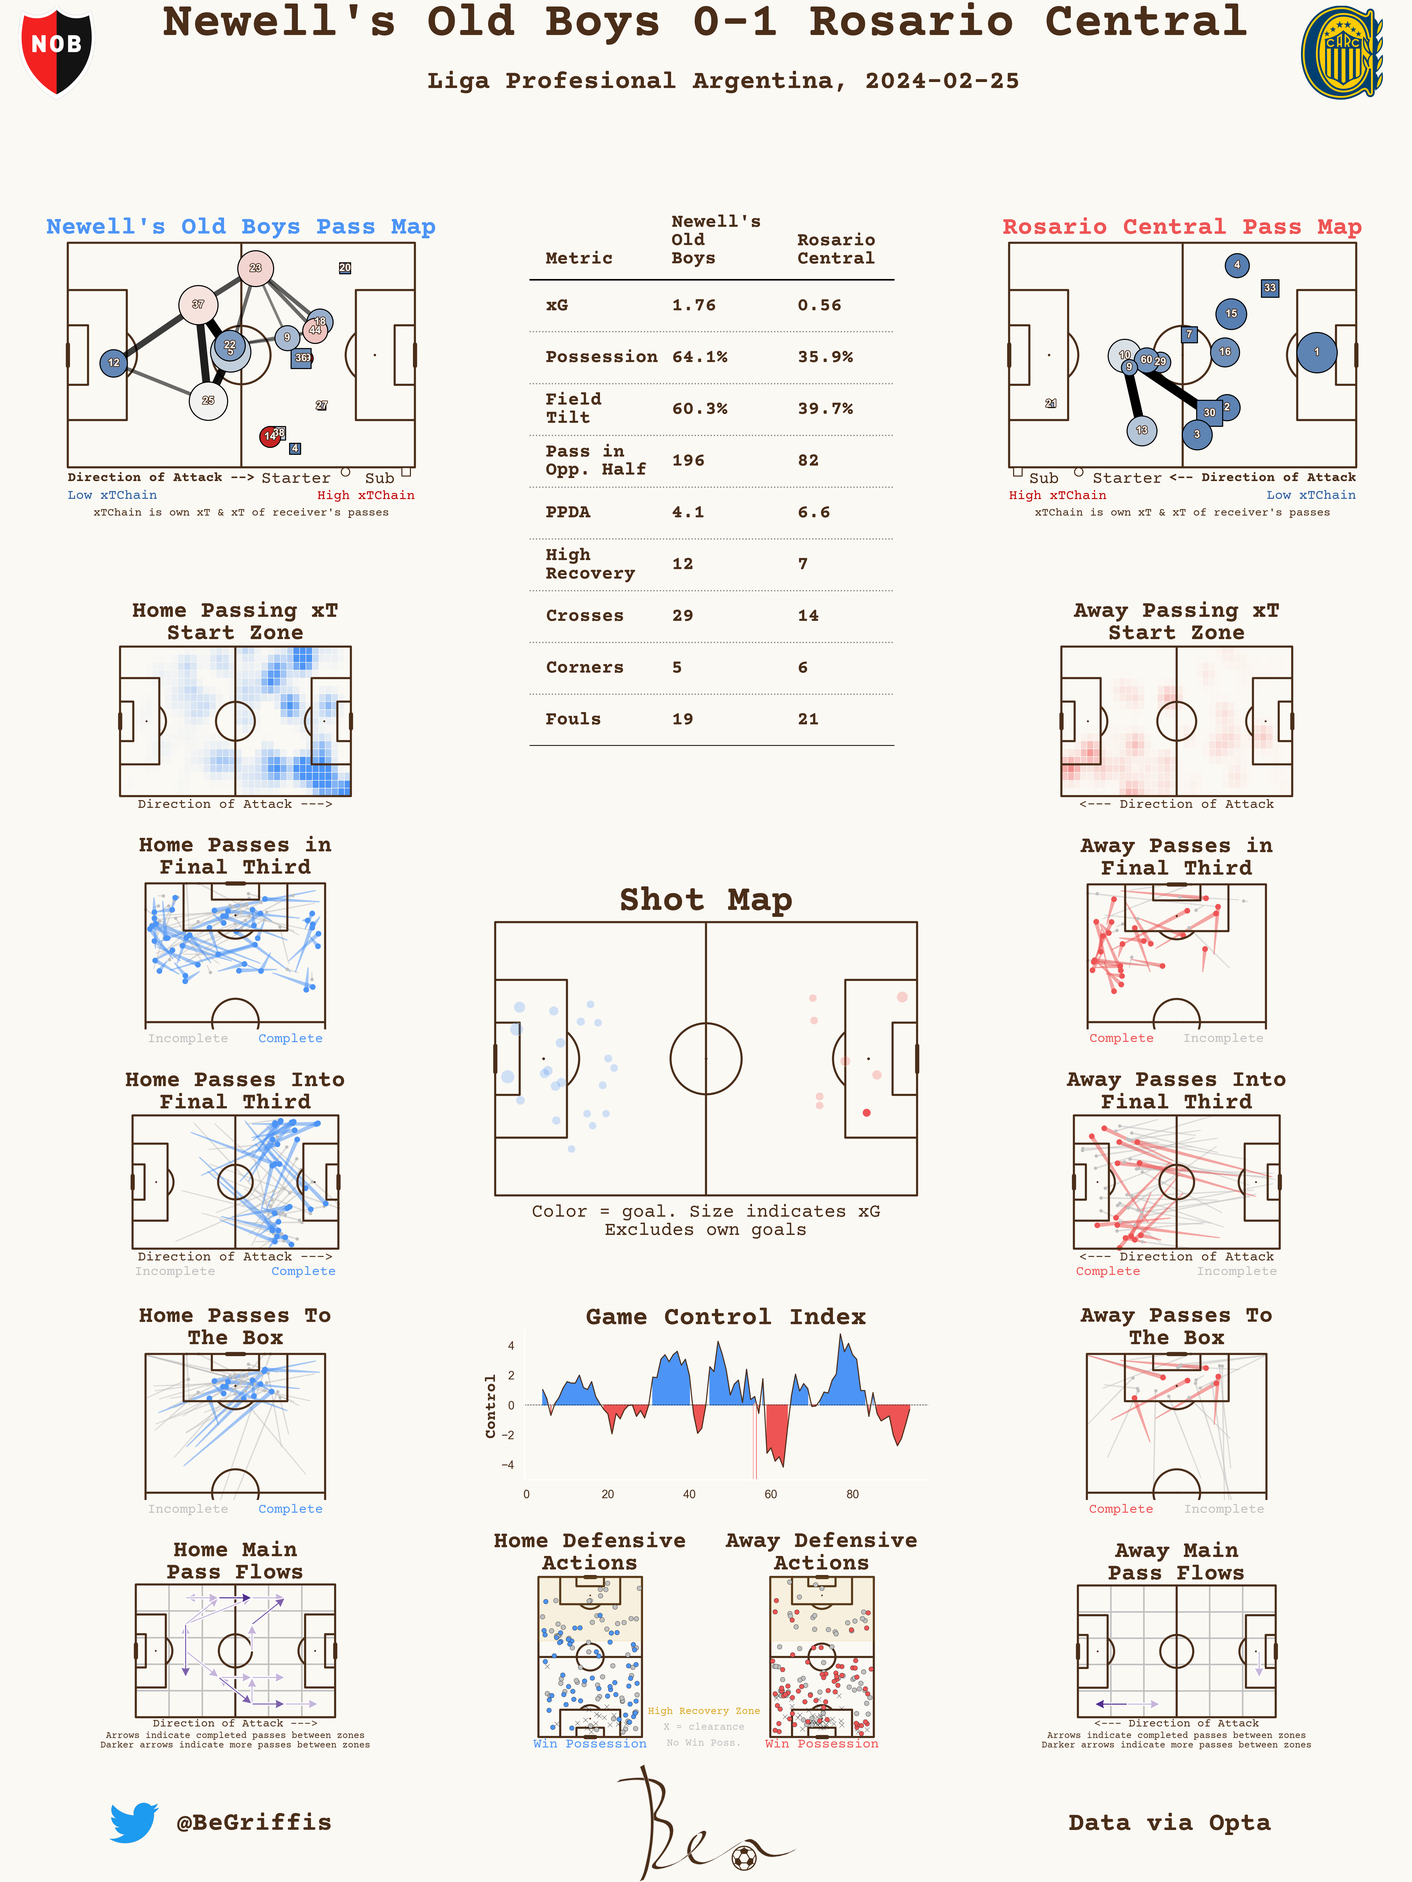 Newell's Old Boys 0-1 Rosario Central
NOB
CARC
Liga Profesional Argentina, 2024-02-25
Newell's Old Boys Pass Map
23
20
37
18
44
9
22
5
36
12
25
27
14
38
4
Direction of Attack --> Starter Sub
Low xTChain High xTChain
xTChain is own xT & xT of receiver's passes
Metric Newell's Old Boys Rosario Central
xG 1.76 0.56
Possession 64.1% 35.9%
Field Tilt 60.3% 39.7%
Pass in Opp. Half 196 82
PPDA 4.1 6.6
High Recovery 12 7
Crosses 29 14
Corners 5 6
Fouls 19 21
Rosario Central Pass Map
4
33
15
7
10
60
29
9
16
1
21
2
30
13
3
Sub Starter <-- Direction of Attack
High xTChain Low xTChain
xTChain is own xT & xT of receiver's passes
Home Passing xT
Start Zone
Direction of Attack --->
Away Passing xT
Start Zone
<--- Direction of Attack
Home Passes in
Final Third
Incomplete Complete
Away Passes in
Final Third
Complete Incomplete
Shot Map
Color = goal. Size indicates xG
Excludes own goals
Home Passes Into
Final Third
Direction of Attack --->
Incomplete Complete
Away Passes Into
Final Third
<--- Direction of Attack
Complete Incomplete
Home Passes To
The Box
Incomplete Complete
Game Control Index
Control
4
2
0
−2
−4
0 20 40 60 80
Away Passes To
The Box
Complete Incomplete
Home Main
Pass Flows
Direction of Attack --->
Arrows indicate completed passes between zones
Darker arrows indicate more passes between zones
Home Defensive
Actions
Win Possession
Away Defensive
Actions
Win Possession
High Recovery Zone
X = clearance
No Win Poss.
Away Main
Pass Flows
<--- Direction of Attack
Arrows indicate completed passes between zones
Darker arrows indicate more passes between zones
@BeGriffis
Ben
Data via Opta